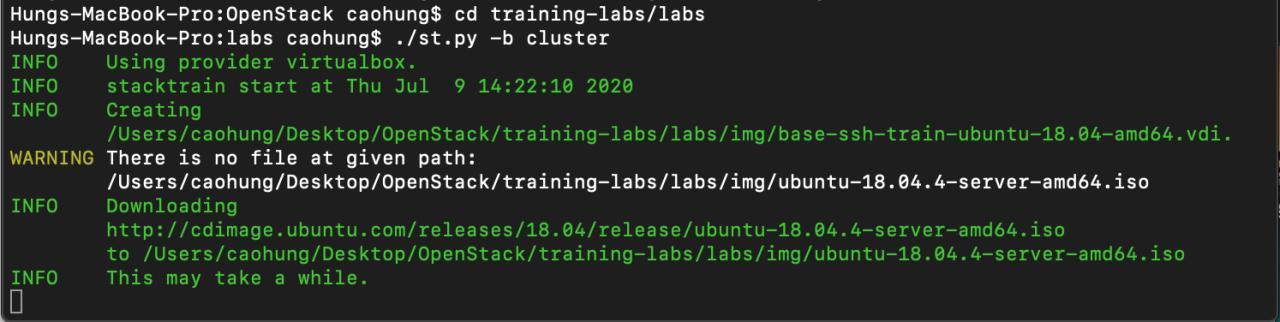 Hungs-MacBook-Pro:OpenStack caohung$ cd training-labs/labs
Hungs-MacBook-Pro:labs caohung$ ./st.py -b cluster
INFO    Using provider virtualbox.
INFO    stacktrain start at Thu Jul  9 14:22:10 2020
INFO    Creating
        /Users/caohung/Desktop/OpenStack/training-labs/labs/img/base-ssh-train-ubuntu-18.04-amd64.vdi.
WARNING There is no file at given path:
        /Users/caohung/Desktop/OpenStack/training-labs/labs/img/ubuntu-18.04.4-server-amd64.iso
INFO    Downloading
        http://cdimage.ubuntu.com/releases/18.04/release/ubuntu-18.04.4-server-amd64.iso
        to /Users/caohung/Desktop/OpenStack/training-labs/labs/img/ubuntu-18.04.4-server-amd64.iso
INFO    This may take a while.